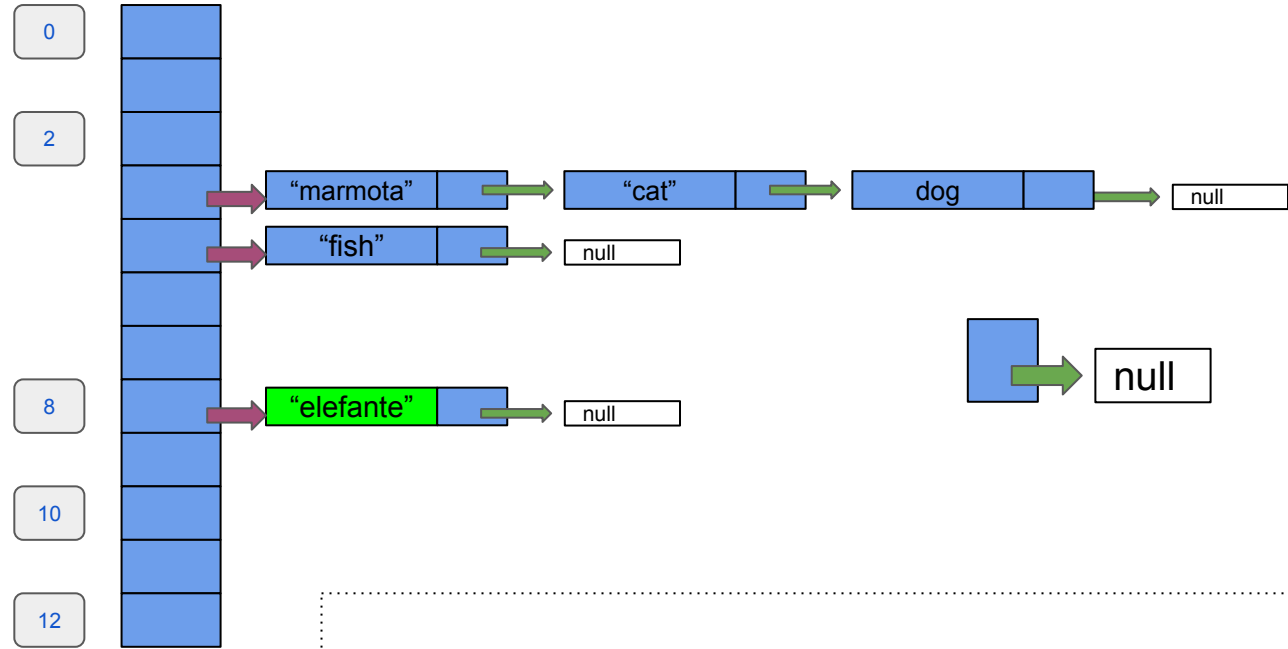 0
2
“marmota” “cat” dog null
“fish” null
null
8 “elefante” null
10
12